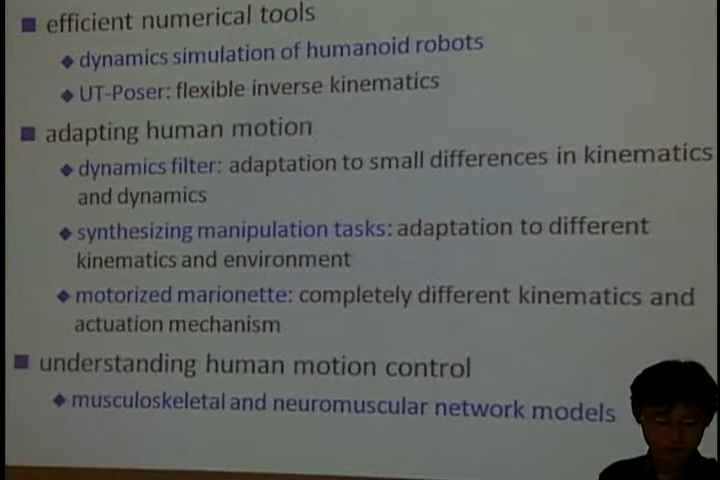 efficient numerical tools
dynamics simulation of humanoid robots
UT-Poser: flexible inverse kinematics
adapting human motion
dynamics filter: adaptation to small differences in kinematics
and dynamics
synthesizing manipulation tasks: adaptation to different
kinematics and environment
motorized marionette: completely different kinematics and
actuation mechanism
understanding human motion control
musculoskeletal and neuromuscular network models